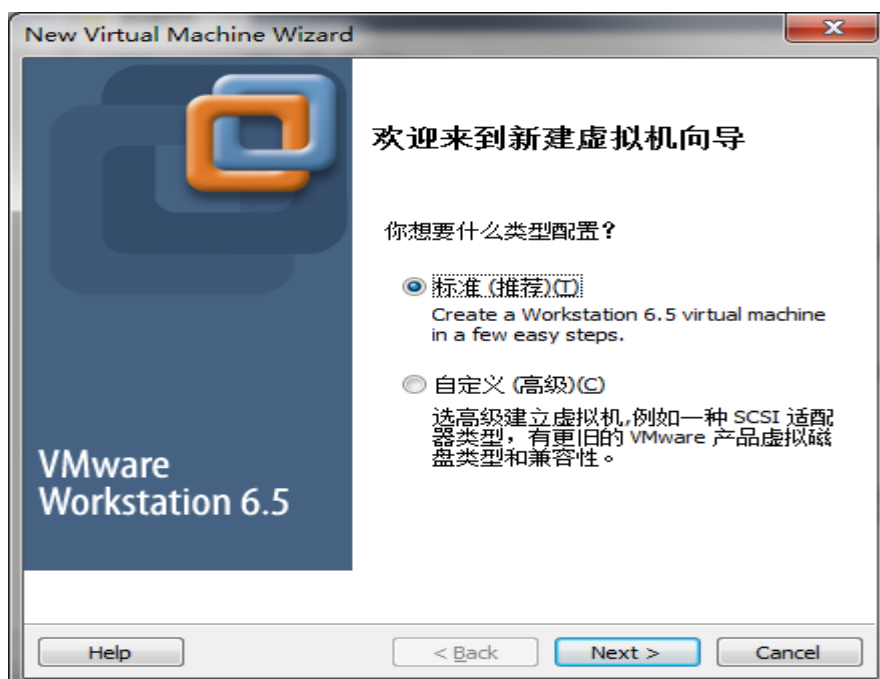 New Virtual Machine Wizard
欢迎来到新建虚拟机向导
你想要什么类型配置？
标准 (推荐)(T)
Create a Workstation 6.5 virtual machine
in a few easy steps.
自定义 (高级)(C)
选高级建立虚拟机,例如一种 SCSI 适配
器类型，有更旧的 VMware 产品虚拟磁
盘类型和兼容性。
VMware
Workstation 6.5
Help
< Back
Next >
Cancel